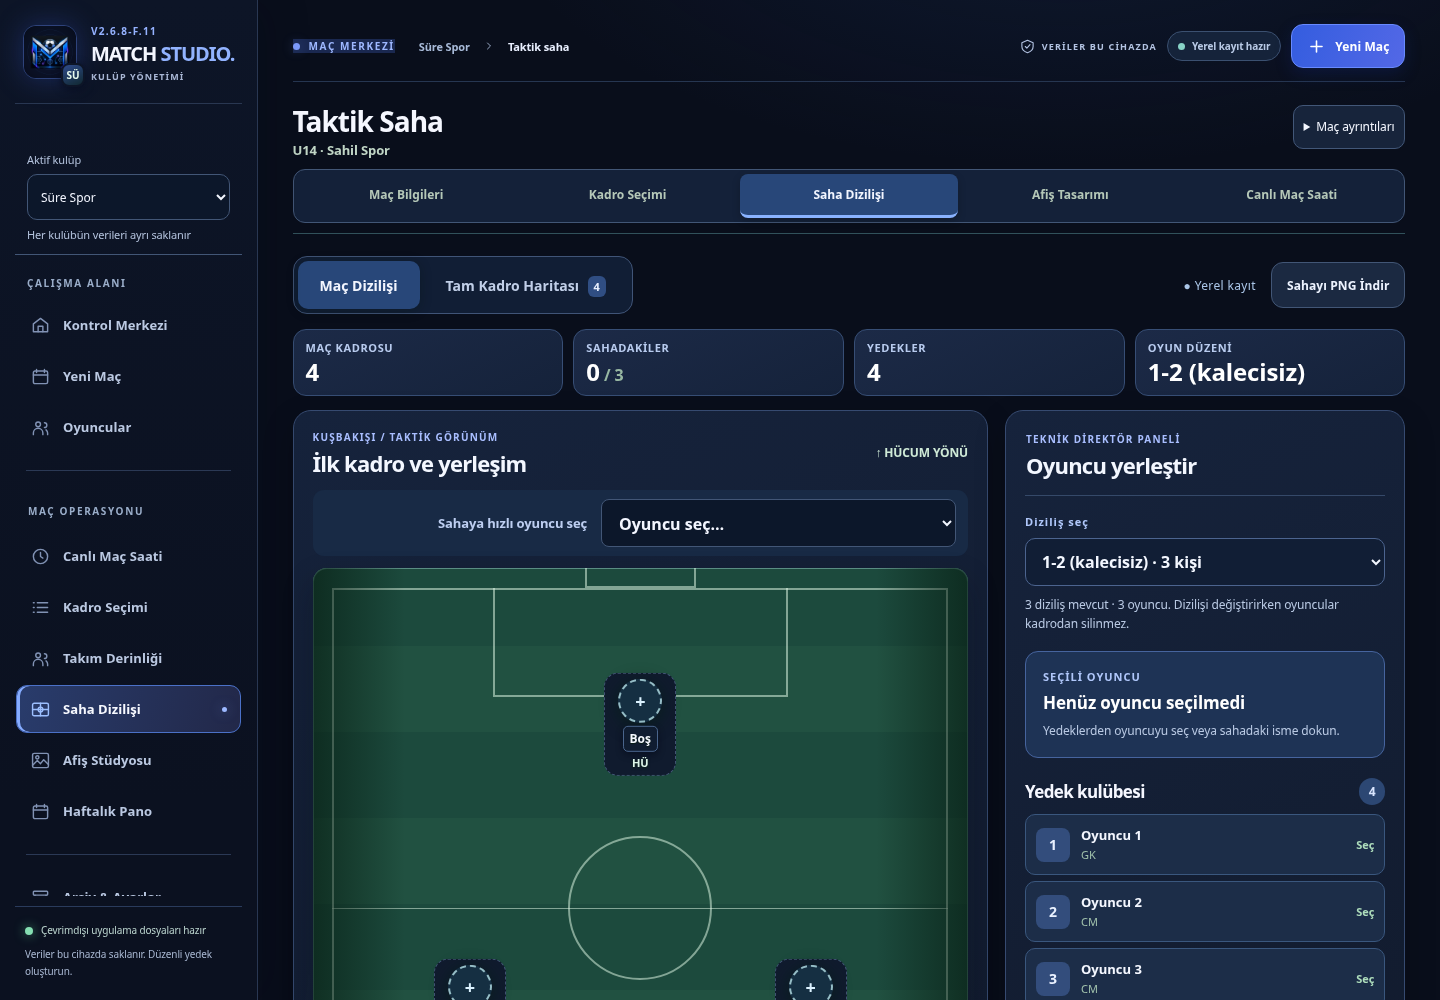 V2.6.8-F.11
MATCH STUDIO.
KULÜP YÖNETİMİ
SÜ
Aktif kulüp
Süre Spor
Her kulübün verileri ayrı saklanır
ÇALIŞMA ALANI
Kontrol Merkezi
Yeni Maç
Oyuncular
MAÇ OPERASYONU
Canlı Maç Saati
Kadro Seçimi
Takım Derinliği
Saha Dizilişi
Afiş Stüdyosu
Haftalık Pano
Arşiv & Ayarlar
Çevrimdışı uygulama dosyaları hazır
Veriler bu cihazda saklanır. Düzenli yedek
oluşturun.
MAÇ MERKEZİ
Süre Spor
Taktik saha
VERİLER BU CİHAZDA
Yerel kayıt hazır
Yeni Maç
Taktik Saha
U14 · Sahil Spor
Maç ayrıntıları
Maç Bilgileri
Kadro Seçimi
Saha Dizilişi
Afiş Tasarımı
Canlı Maç Saati
Maç Dizilişi
Tam Kadro Haritası 4
● Yerel kayıt
Sahayı PNG İndir
MAÇ KADROSU
4
SAHADAKİLER
0 / 3
YEDEKLER
4
OYUN DÜZENİ
1-2 (kalecisiz)
KUŞBAKIŞI / TAKTİK GÖRÜNÜM
İlk kadro ve yerleşim
↑ HÜCUM YÖNÜ
Sahaya hızlı oyuncu seç
Oyuncu seç...
+
Boş
HÜ
+
+
TEKNİK DİREKTÖR PANELİ
Oyuncu yerleştir
Diziliş seç
1-2 (kalecisiz) · 3 kişi
3 diziliş mevcut · 3 oyuncu. Dizilişi değiştirirken oyuncular
kadrodan silinmez.
SEÇİLİ OYUNCU
Henüz oyuncu seçilmedi
Yedeklerden oyuncuyu seç veya sahadaki isme dokun.
Yedek kulübesi
4
1
Oyuncu 1
GK
Seç
2
Oyuncu 2
CM
Seç
3
Oyuncu 3
CM
Seç